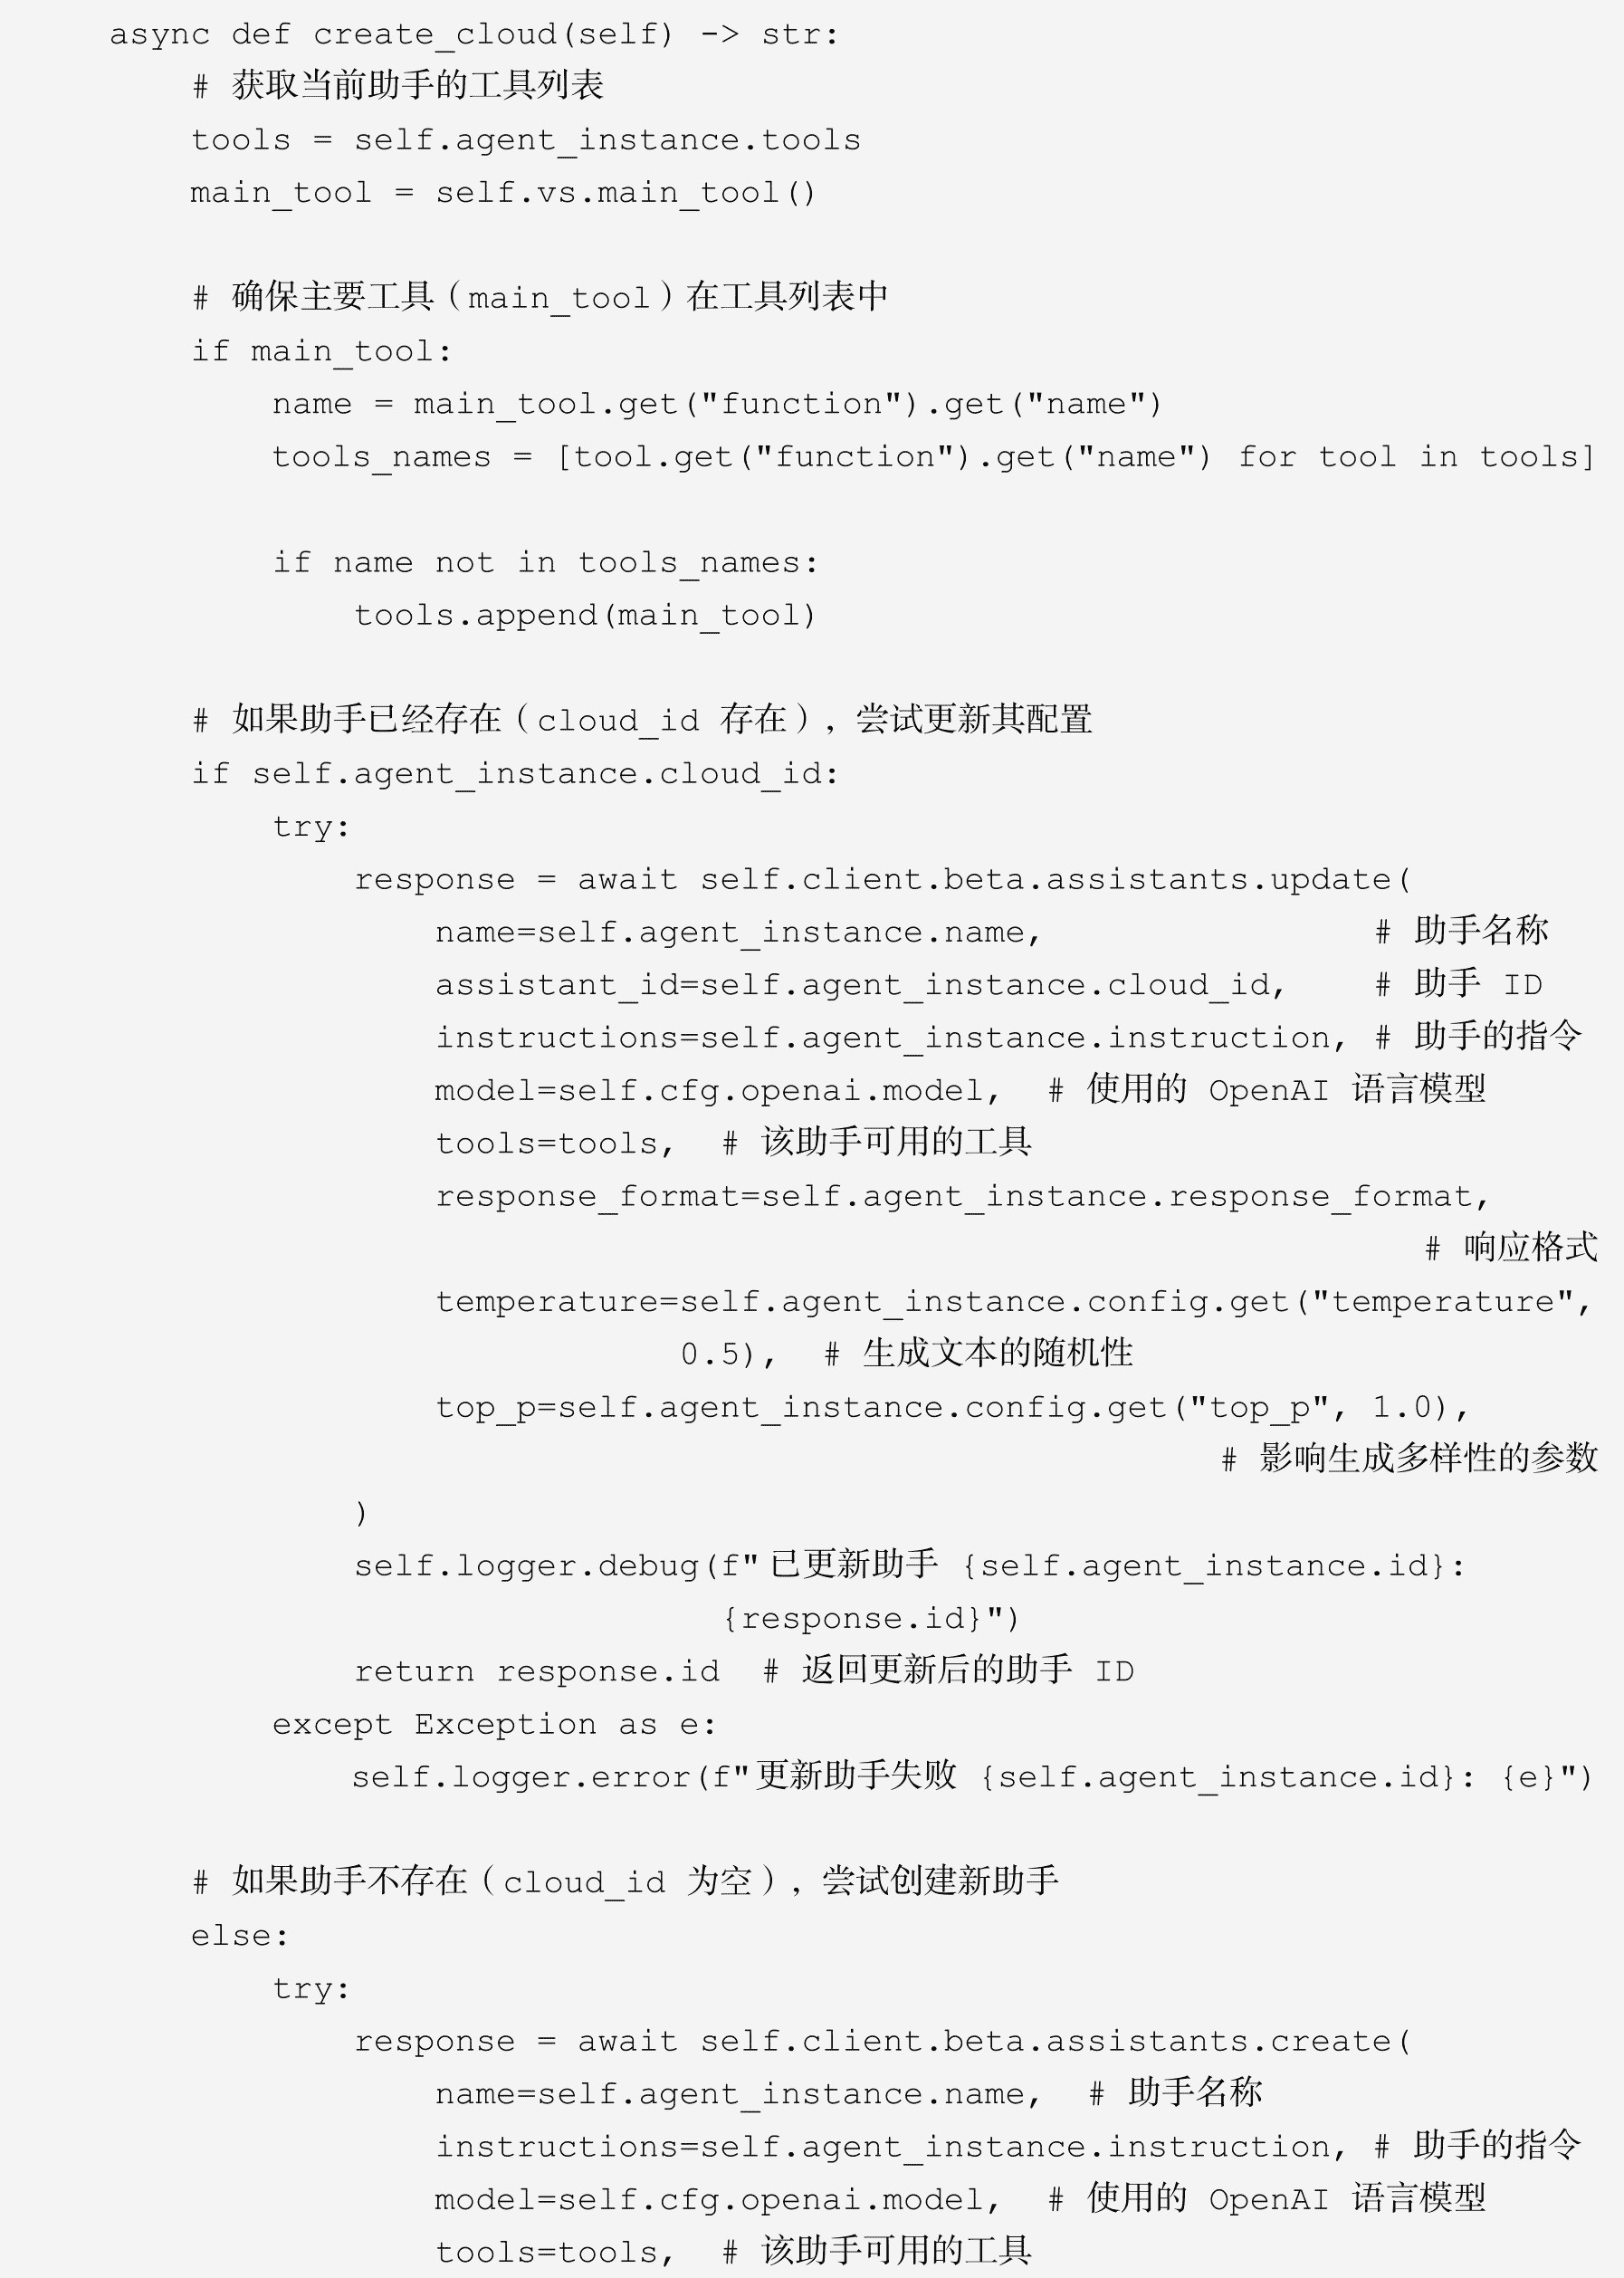 async def create_cloud(self) -> str:
# 获取当前助手的工具列表
tools = self.agent_instance.tools
main_tool = self.vs.main_tool()
# 确保主要工具（main_tool）在工具列表中
if main_tool:
name = main_tool.get("function").get("name")
tools_names = [tool.get("function").get("name") for tool in tools]
if name not in tools_names:
tools.append(main_tool)
# 如果助手已经存在（cloud_id 存在），尝试更新其配置
if self.agent_instance.cloud_id:
try:
response = await self.client.beta.assistants.update(
name=self.agent_instance.name, # 助手名称
assistant_id=self.agent_instance.cloud_id, # 助手 ID
instructions=self.agent_instance.instruction, # 助手的指令
model=self.cfg.openai.model, # 使用的 OpenAI 语言模型
tools=tools, # 该助手可用的工具
response_format=self.agent_instance.response_format,
# 响应格式
temperature=self.agent_instance.config.get("temperature",
0.5), # 生成文本的随机性
top_p=self.agent_instance.config.get("top_p", 1.0),
# 影响生成多样性的参数
)
self.logger.debug(f"已更新助手 {self.agent_instance.id}:
{response.id}")
return response.id # 返回更新后的助手 ID
except Exception as e:
self.logger.error(f"更新助手失败 {self.agent_instance.id}: {e}")
# 如果助手不存在（cloud_id 为空），尝试创建新助手
else:
try:
response = await self.client.beta.assistants.create(
name=self.agent_instance.name, # 助手名称
instructions=self.agent_instance.instruction, # 助手的指令
model=self.cfg.openai.model, # 使用的 OpenAI 语言模型
tools=tools, # 该助手可用的工具